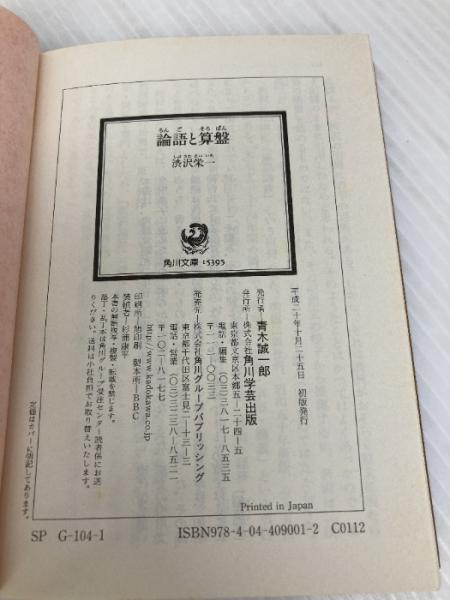 論語と算盤
ろんご そろばん
渋沢栄一
しぶさわえいいち
角川文庫 15395
平成二十年十月二十五日 初版発行
発行者―青木誠一郎
発行所―株式会社角川学芸出版
東京都文京区本郷五―二十四―五
電話・編集(〇三)三八一七―八五三五
〒一一三―〇〇三三
発売元―株式会社角川グループパブリッシング
東京都千代田区富士見二―十三―三
電話・営業(〇三)三二三八―八五二一
〒一〇二―八一七七
http://www.kadokawa.co.jp
印刷所―旭印刷 製本所―BBC
装幀者―杉浦康平
本書の無断複写・複製・転載を禁じます。
落丁・乱丁本は角川グループ受注センター読者係にお送
りください。送料は小社負担でお取り替えいたします。
定価はカバーに明記してあります。
Printed in Japan
SP G-104-1 ISBN978-4-04-409001-2 C0112